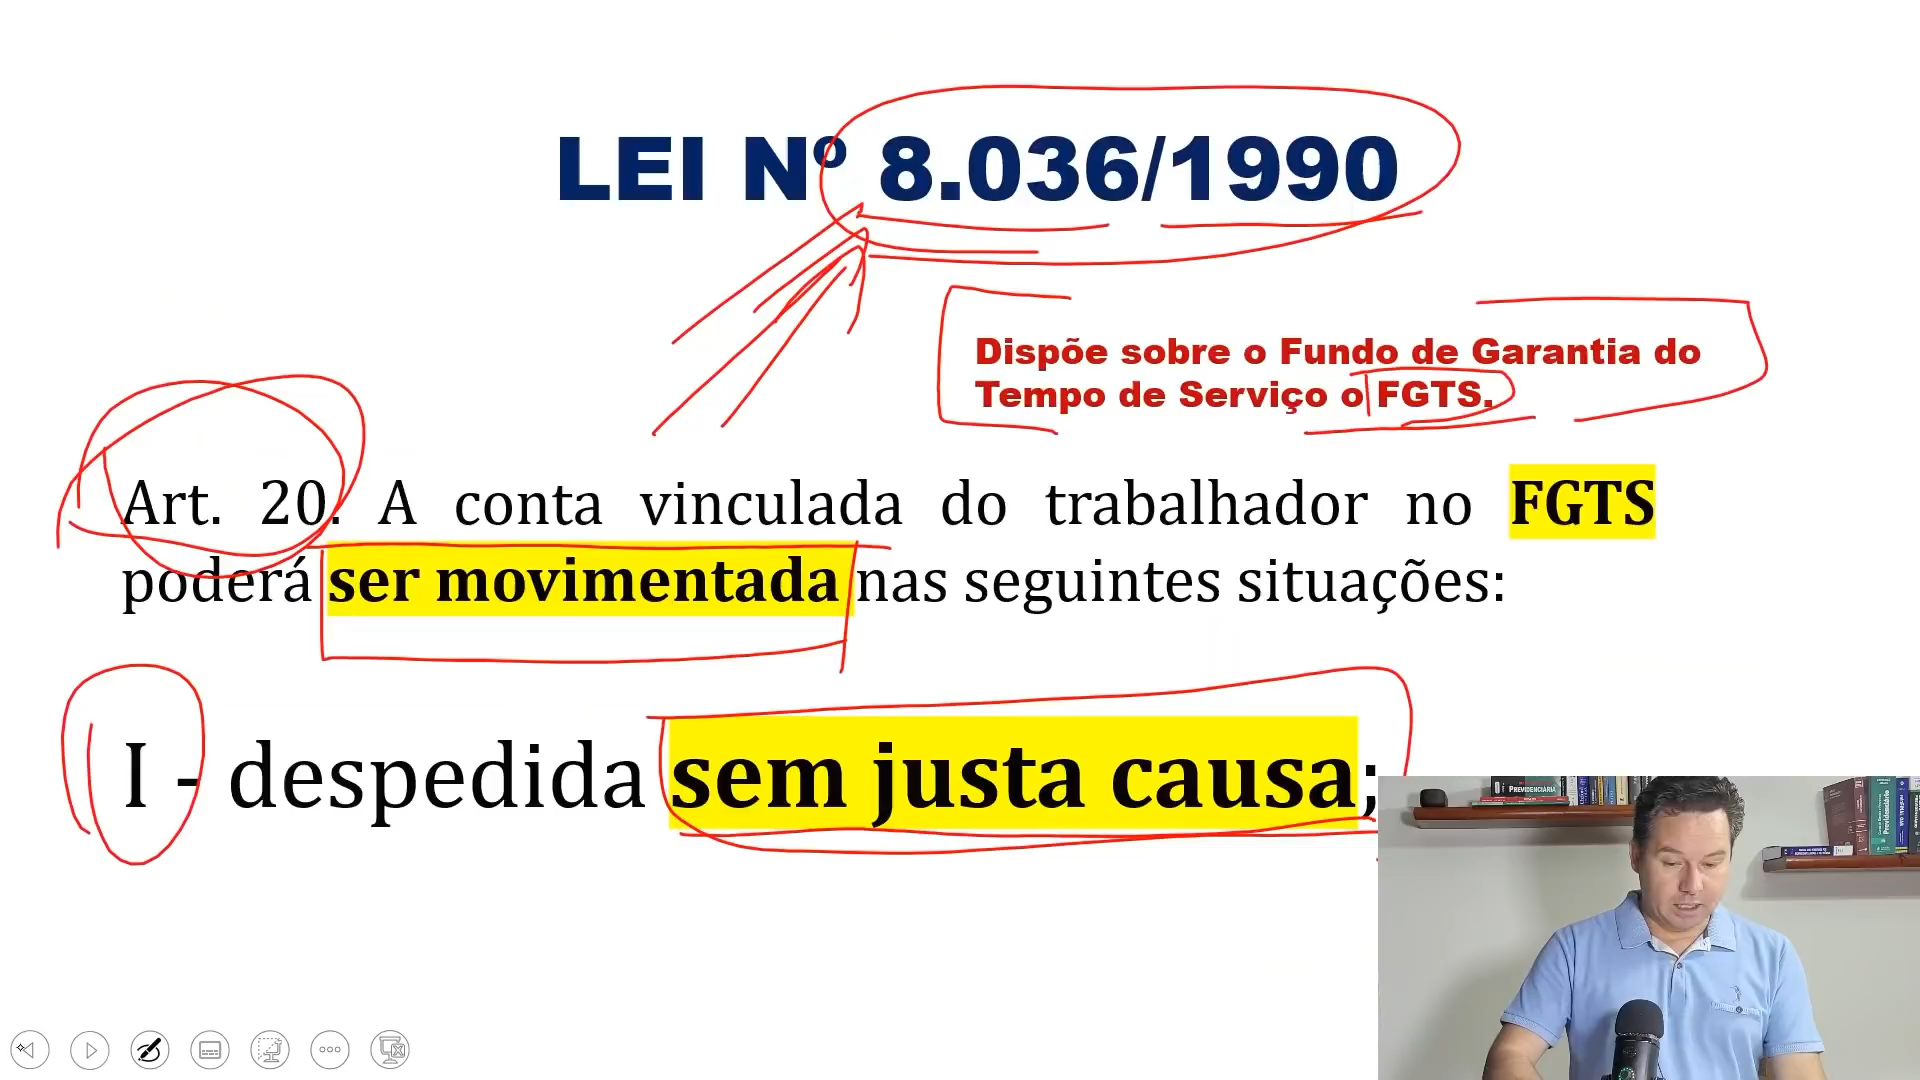 LEI Nº 8.036/1990
Dispõe sobre o Fundo de Garantia do
Tempo de Serviço o FGTS.
Art. 20. A conta vinculada do trabalhador no FGTS
poderá ser movimentada nas seguintes situações:
I - despedida sem justa causa;
PREVIDENCIÁRIA